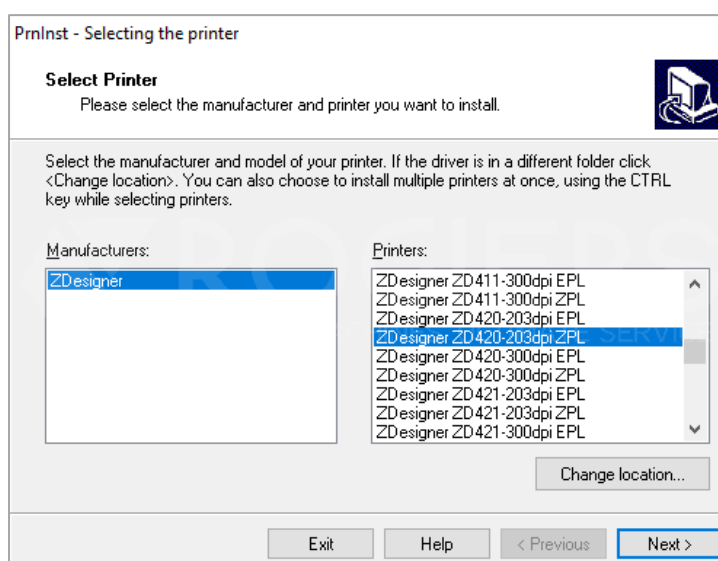 PrnInst - Selecting the printer
Select Printer
Please select the manufacturer and printer you want to install.
Select the manufacturer and model of your printer. If the driver is in a different folder click
<Change location>. You can also choose to install multiple printers at once, using the CTRL
key while selecting printers.
Manufacturers:
ZDesigner
Printers:
ZDesigner ZD411-300dpi EPL
ZDesigner ZD411-300dpi ZPL
ZDesigner ZD420-203dpi EPL
ZDesigner ZD420-203dpi ZPL
ZDesigner ZD420-300dpi EPL
ZDesigner ZD420-300dpi ZPL
ZDesigner ZD421-203dpi EPL
ZDesigner ZD421-203dpi ZPL
ZDesigner ZD421-300dpi EPL
Change location...
Exit
Help
< Previous
Next >